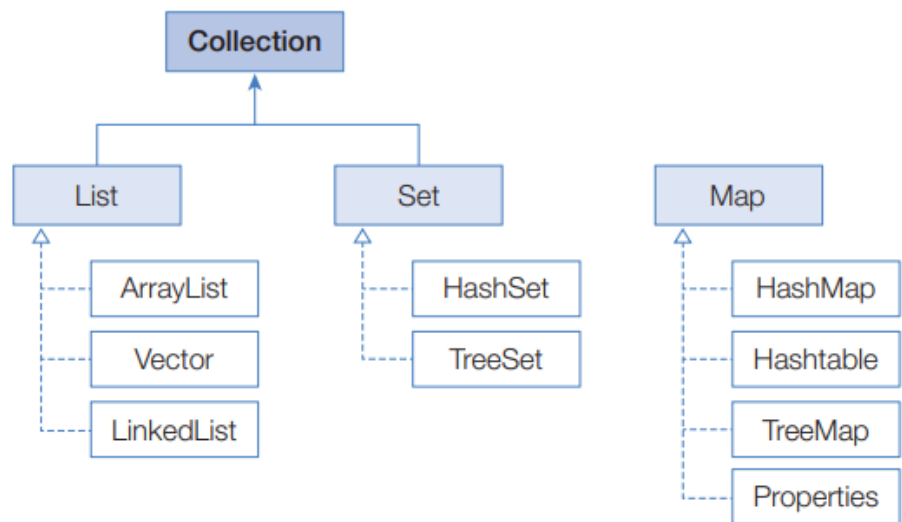 Collection
List
Set
Map
ArrayList
HashSet
HashMap
Vector
TreeSet
Hashtable
LinkedList
TreeMap
Properties